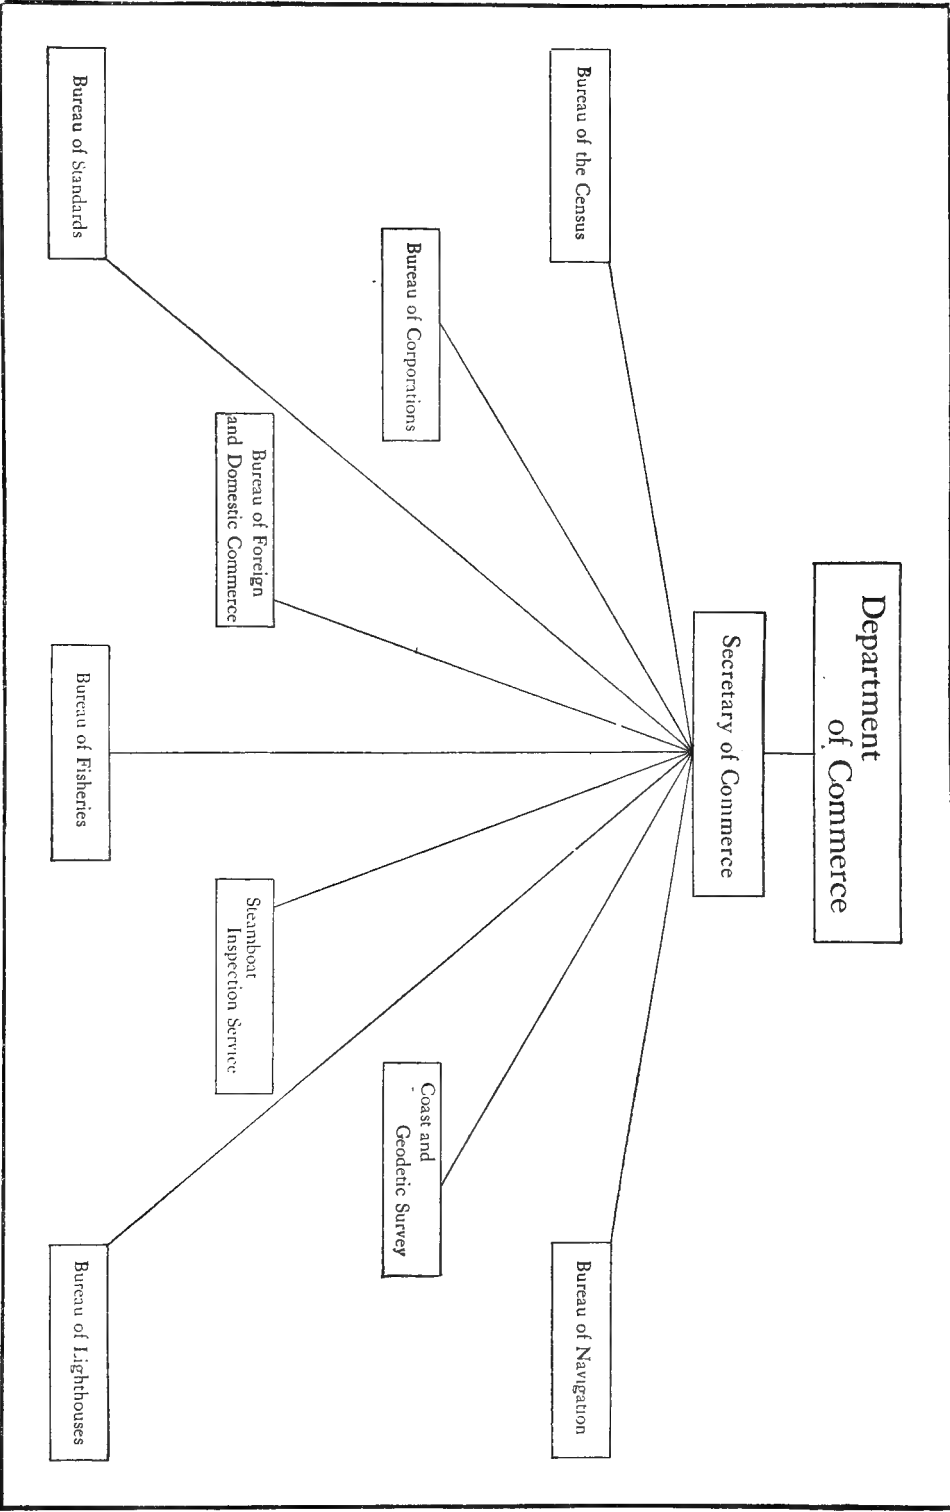 Department
of Commerce
Secretary of Commerce
Bureau of the Census
Bureau of Navigation
Bureau of Corporations
Coast and
Geodetic Survey
Bureau of Foreign
and Domestic Commerce
Steamboat
Inspection Service
Bureau of Standards
Bureau of Fisheries
Bureau of Lighthouses